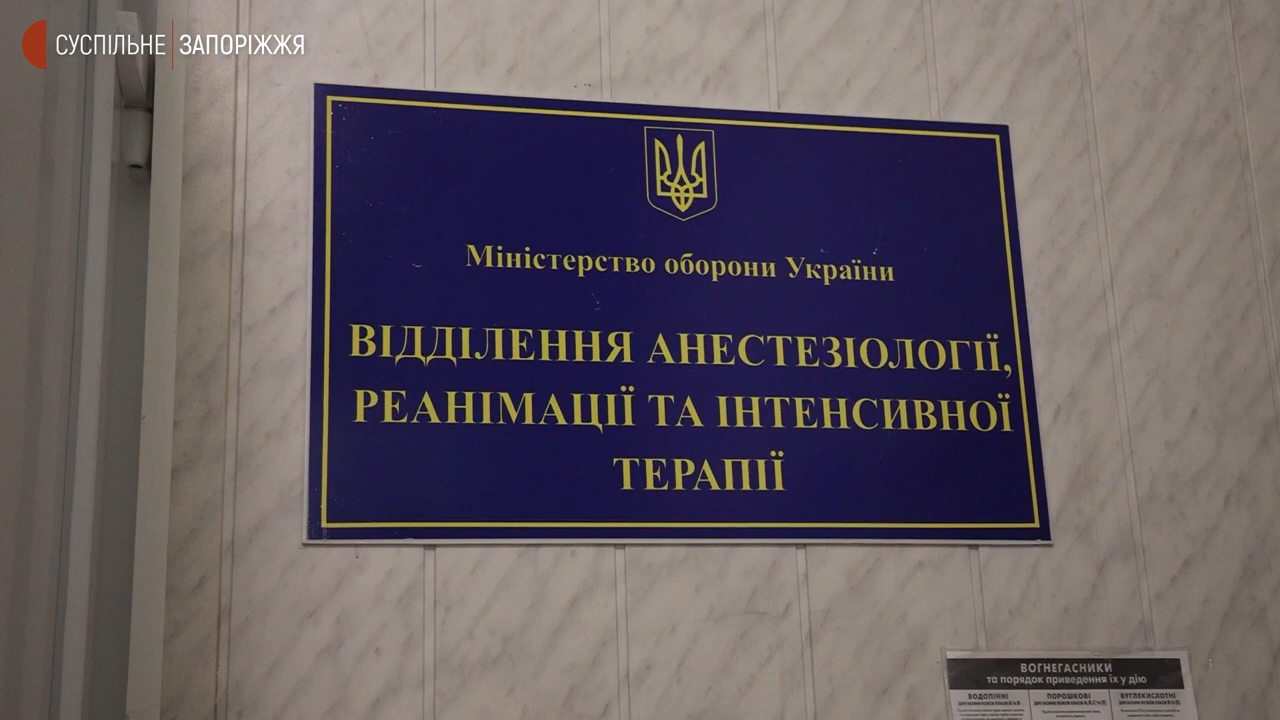 СУСПІЛЬНЕ ЗАПОРІЖЖЯ
Міністерство оборони України
ВІДДІЛЕННЯ АНЕСТЕЗІОЛОГІЇ,
РЕАНІМАЦІЇ ТА ІНТЕНСИВНОЇ
ТЕРАПІЇ
ВОГНЕГАСНИКИ
та порядок приведення їх у дію
ВОДОПІННІ ПОРОШКОВІ ВУГЛЕКИСЛОТНІ